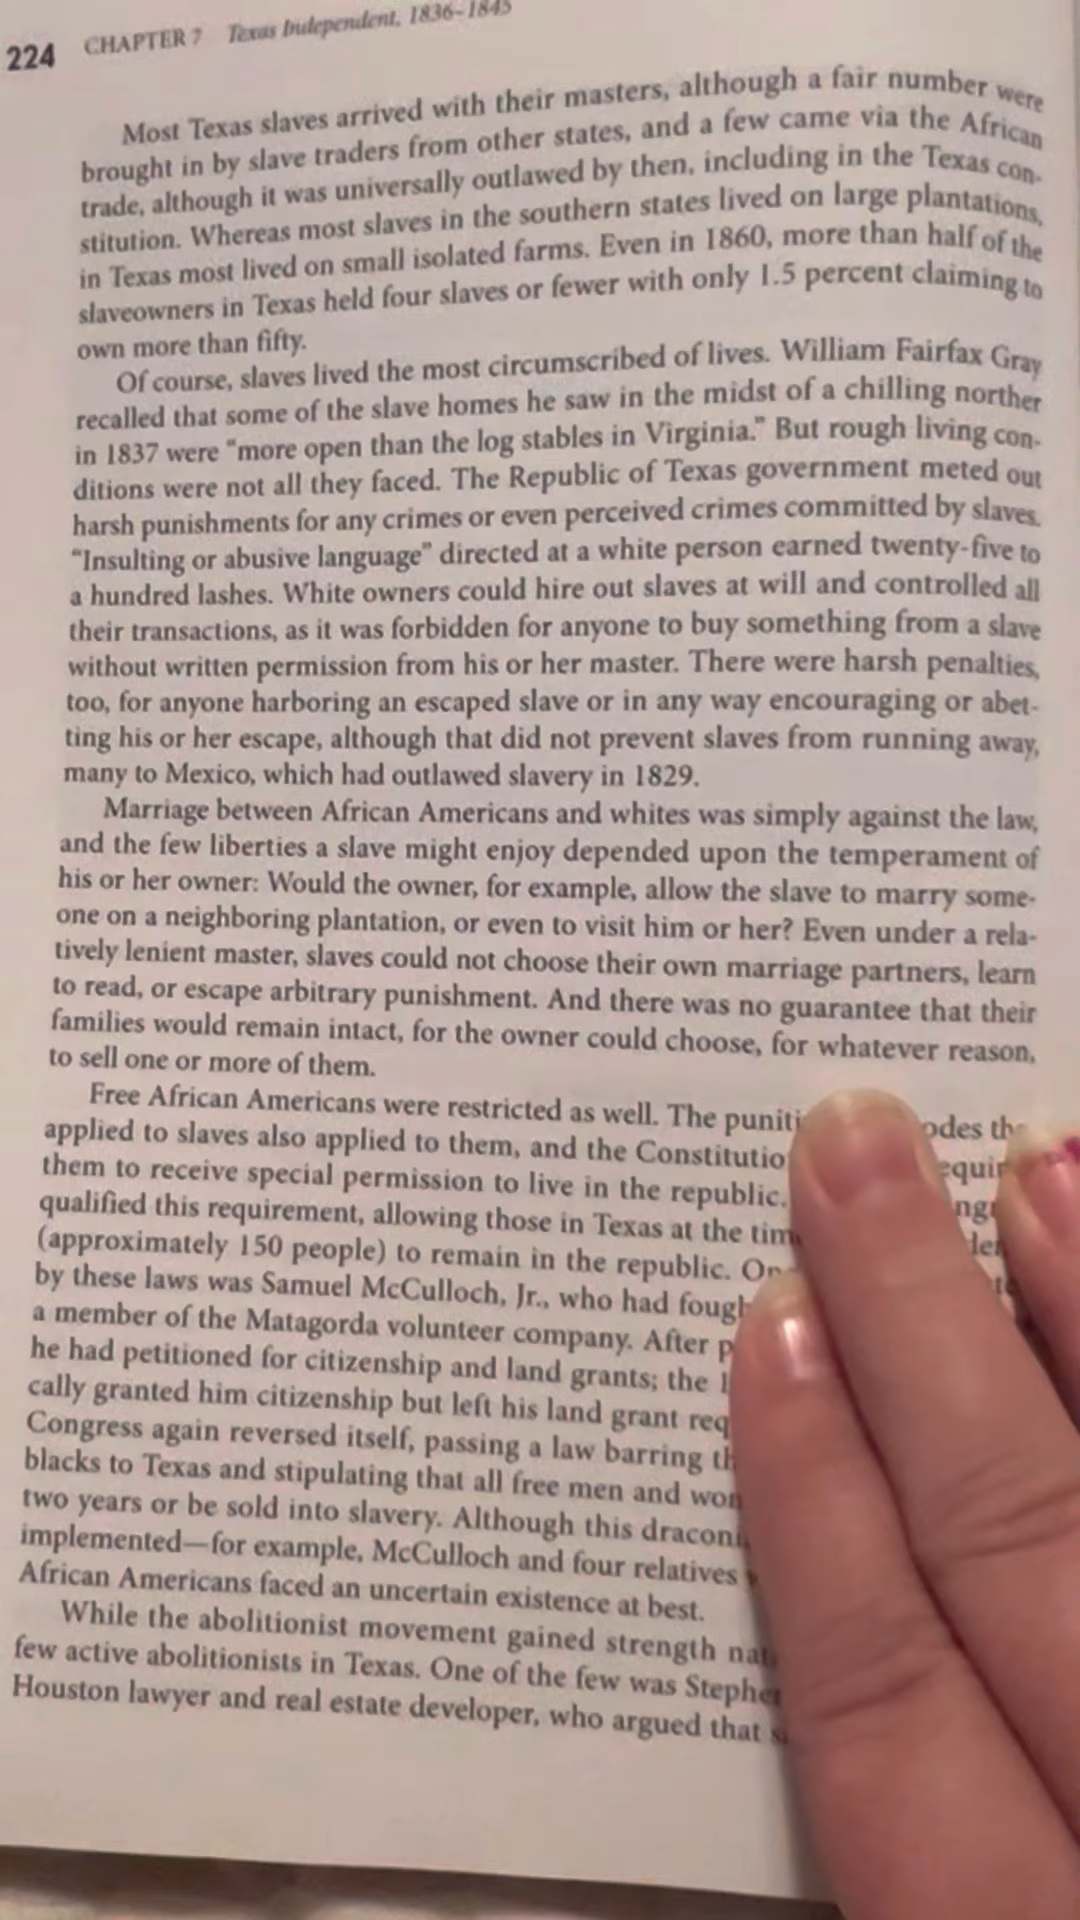 224 CHAPTER 7 Texas Independent, 1836–1845
Most Texas slaves arrived with their masters, although a fair number were
brought in by slave traders from other states, and a few came via the African
trade, although it was universally outlawed by then, including in the Texas con-
stitution. Whereas most slaves in the southern states lived on large plantations,
in Texas most lived on small isolated farms. Even in 1860, more than half of the
slaveowners in Texas held four slaves or fewer with only 1.5 percent claiming to
own more than fifty.
Of course, slaves lived the most circumscribed of lives. William Fairfax Gray
recalled that some of the slave homes he saw in the midst of a chilling norther
in 1837 were “more open than the log stables in Virginia.” But rough living con-
ditions were not all they faced. The Republic of Texas government meted out
harsh punishments for any crimes or even perceived crimes committed by slaves.
“Insulting or abusive language” directed at a white person earned twenty-five to
a hundred lashes. White owners could hire out slaves at will and controlled all
their transactions, as it was forbidden for anyone to buy something from a slave
without written permission from his or her master. There were harsh penalties,
too, for anyone harboring an escaped slave or in any way encouraging or abet-
ting his or her escape, although that did not prevent slaves from running away,
many to Mexico, which had outlawed slavery in 1829.
Marriage between African Americans and whites was simply against the law,
and the few liberties a slave might enjoy depended upon the temperament of
his or her owner: Would the owner, for example, allow the slave to marry some-
one on a neighboring plantation, or even to visit him or her? Even under a rela-
tively lenient master, slaves could not choose their own marriage partners, learn
to read, or escape arbitrary punishment. And there was no guarantee that their
families would remain intact, for the owner could choose, for whatever reason,
to sell one or more of them.
Free African Americans were restricted as well. The
applied to slaves also applied to them, and the
them to receive special permission to live in the republic.
qualified this requirement, allowing those in Texas at the
(approximately 150 people) to remain in the republic.
by these laws was Samuel McCulloch, Jr., who had
a member of the Matagorda volunteer company. After
he had petitioned for citizenship and land grants; the
cally granted him citizenship but left his land grant
Congress again reversed itself, passing a law barring
blacks to Texas and stipulating that all free men and
two years or be sold into slavery. Although this
implemented—for example, McCulloch and four relatives
African Americans faced an uncertain existence at best.
While the abolitionist movement gained strength
few active abolitionists in Texas. One of the few was
Houston lawyer and real estate developer, who argued that